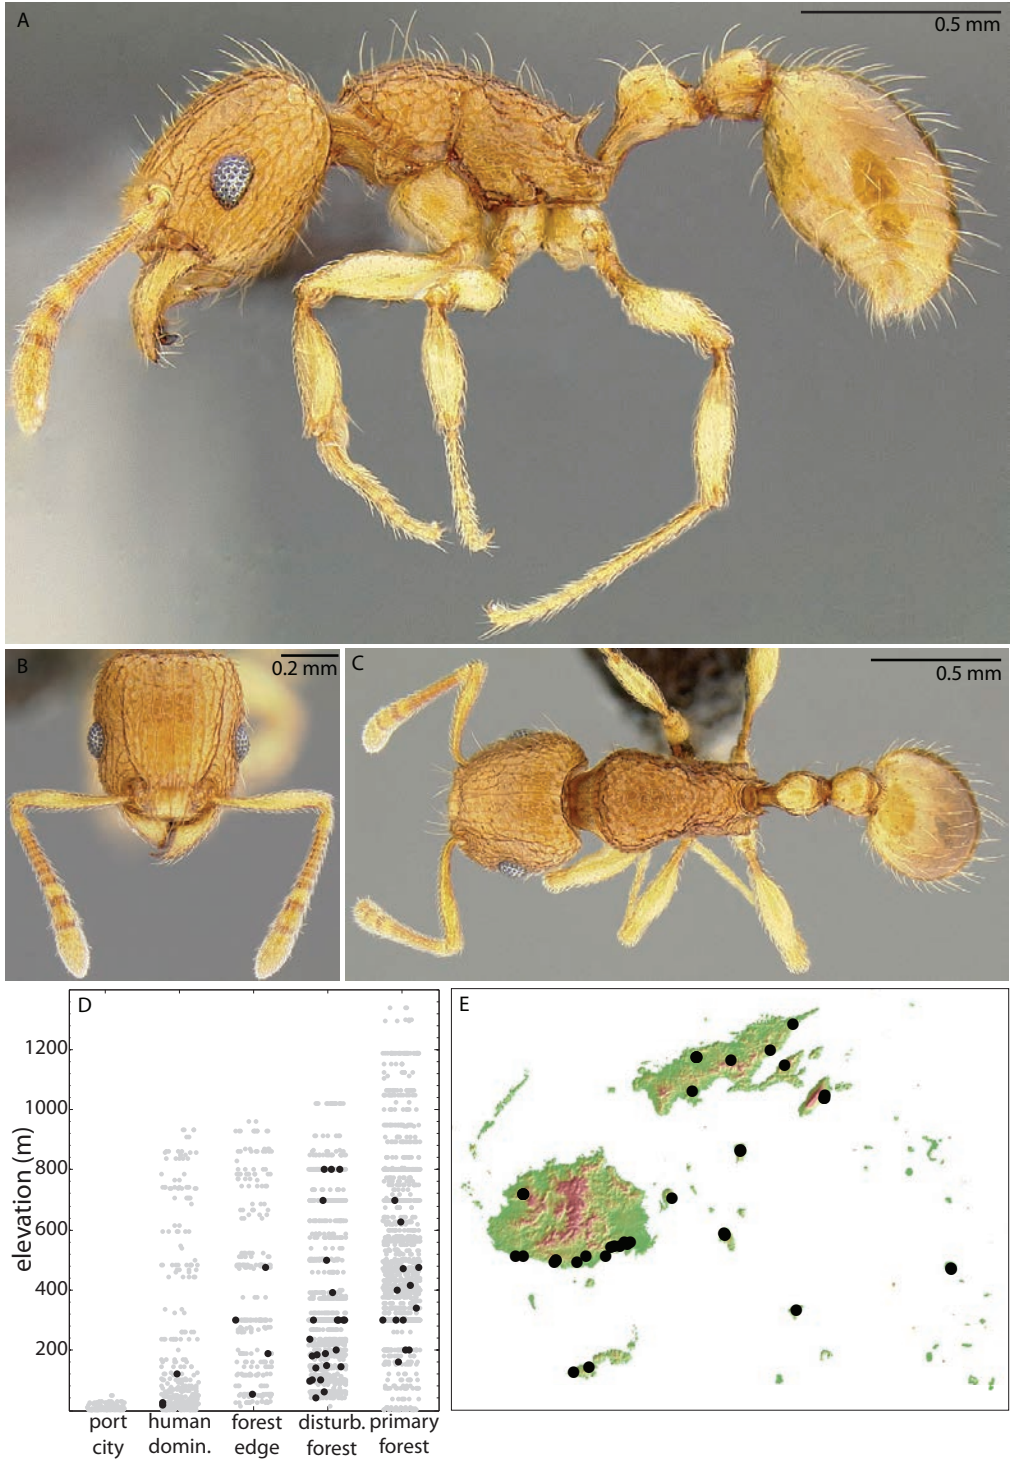 A
0.5 mm
B
0.2 mm
C
0.5 mm
D
elevation (m)
1200
1000
800
600
400
200
port city
human domin.
forest edge
disturb. forest
primary forest
E